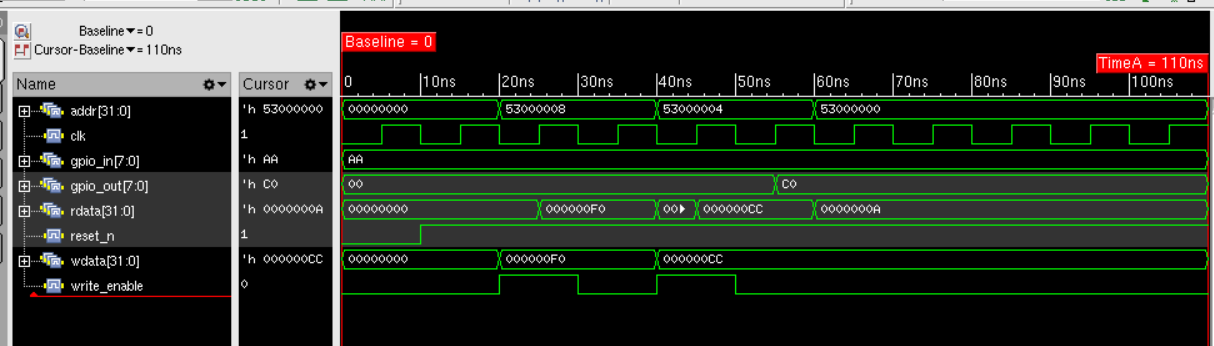 Baseline▼= 0
Cursor-Baseline▼= 110ns
Baseline = 0
TimeA = 110ns
Name
Cursor
0
10ns
20ns
30ns
40ns
50ns
60ns
70ns
80ns
90ns
100ns
addr[31:0] 'h 53000000 00000000 53000008 53000004 53000000
clk 1
gpio_in[7:0] 'h AA AA
gpio_out[7:0] 'h C0 00 C0
rdata[31:0] 'h 0000000A 00000000 000000F0 00 000000CC 0000000A
reset_n 1
wdata[31:0] 'h 000000CC 00000000 000000F0 000000CC
write_enable 0